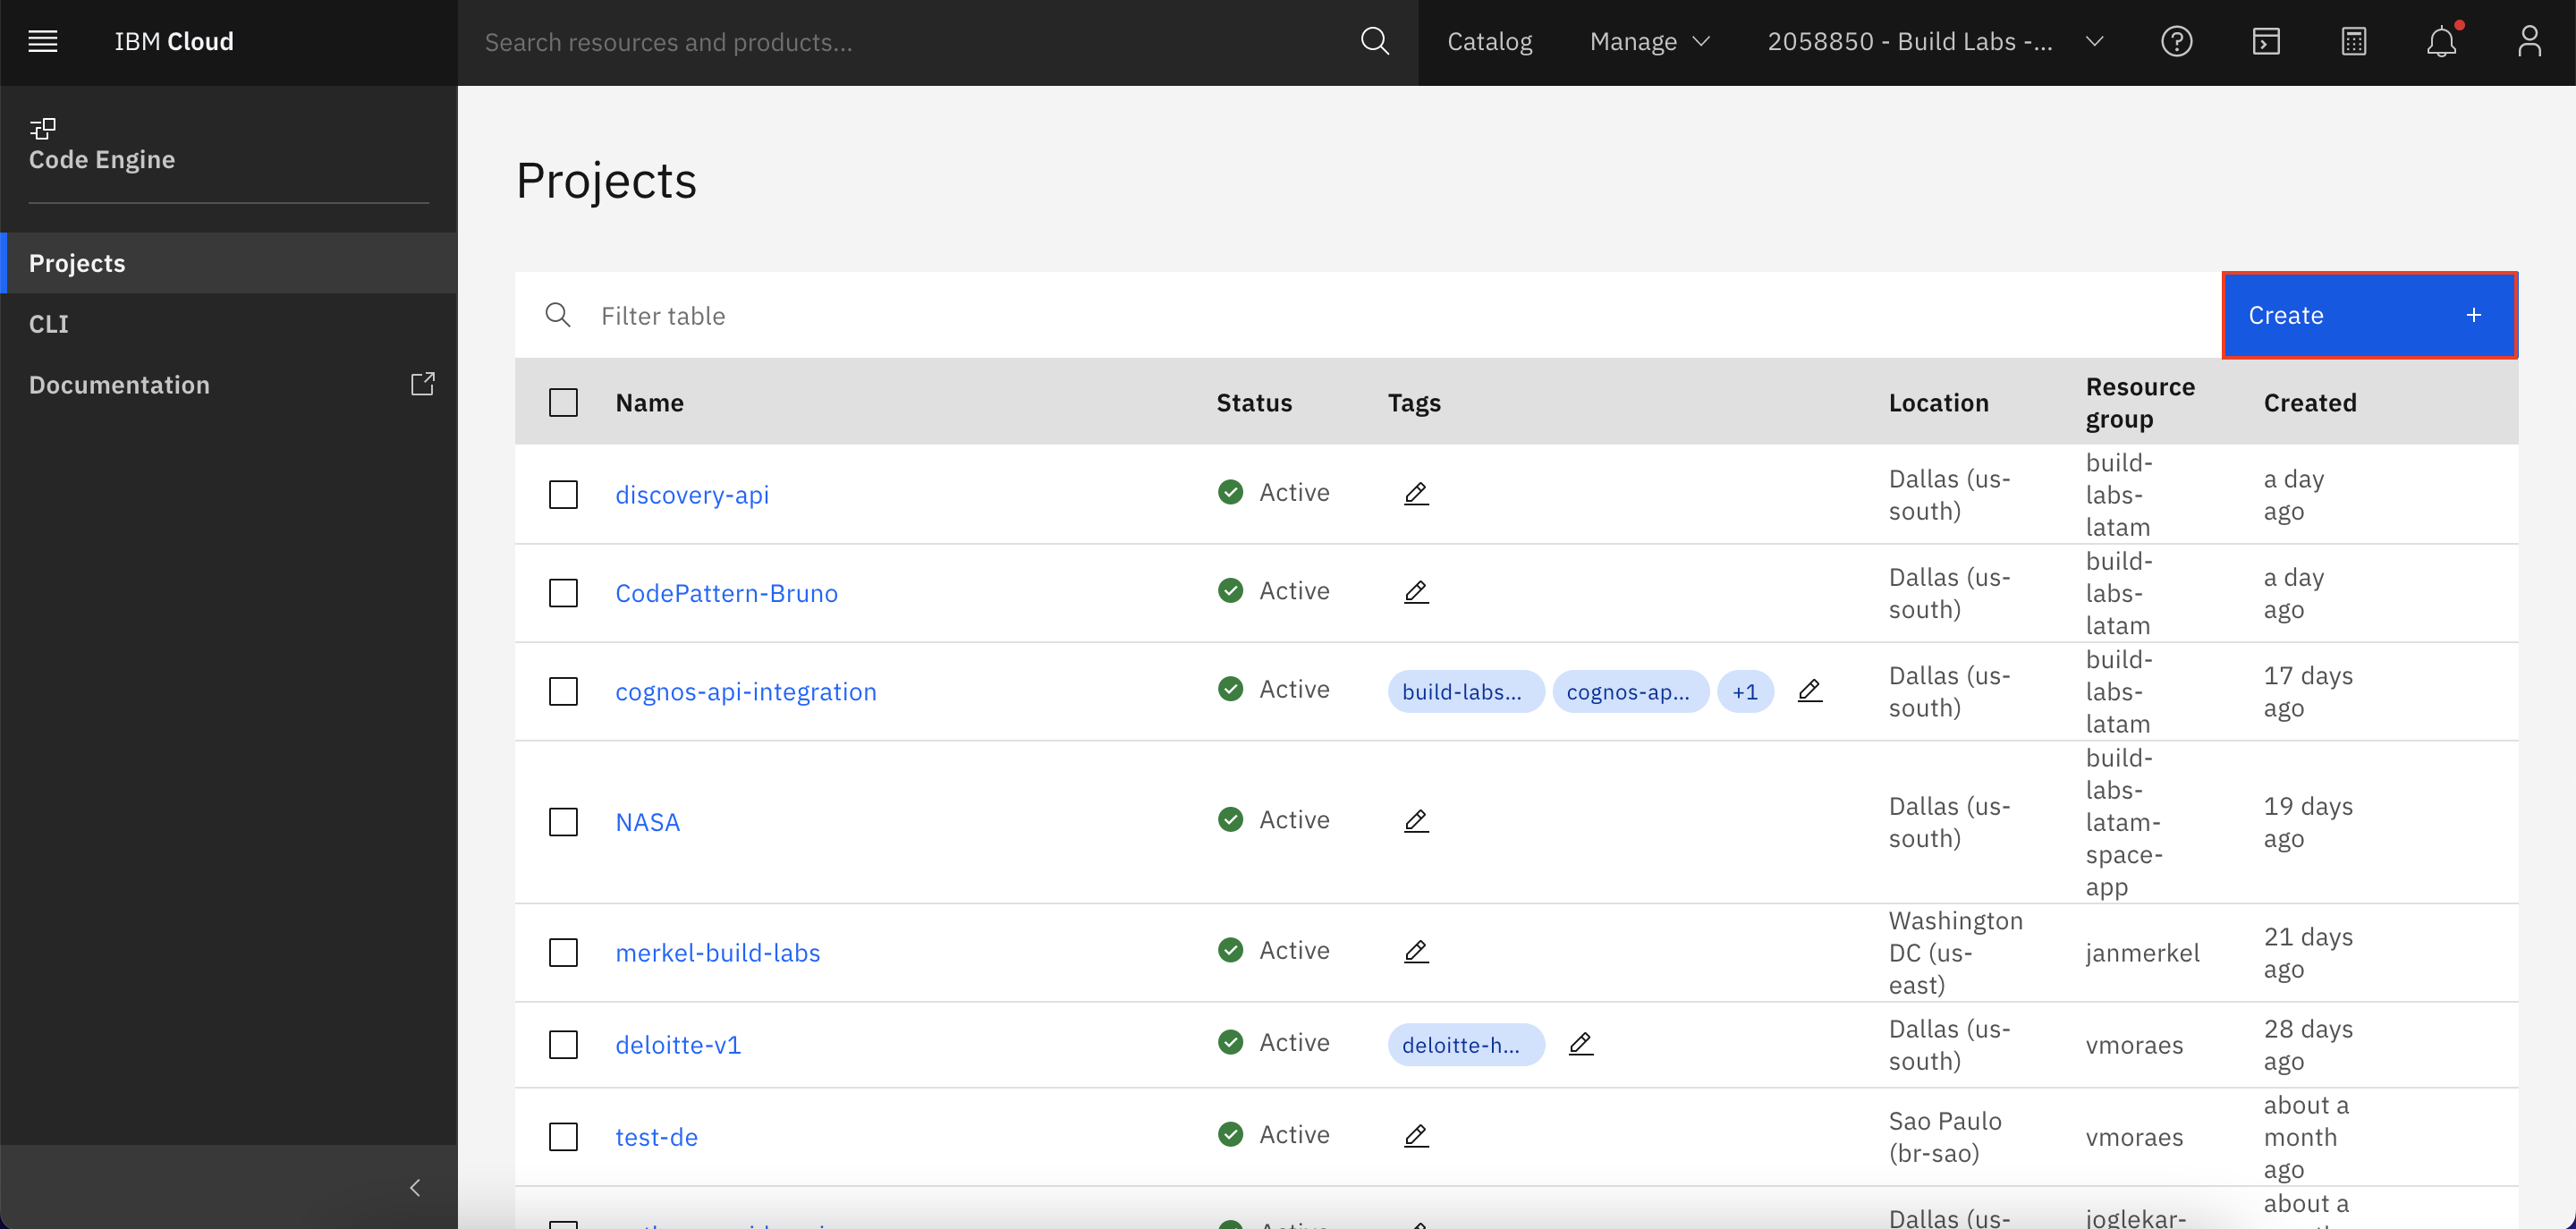 IBM Cloud
Search resources and products...
Catalog
Manage
2058850 - Build Labs -...
Code Engine
Projects
CLI
Documentation
Projects
Filter table
Create +
Name
Status
Tags
Location
Resource
group
Created
discovery-api
Active
Dallas (us-
south)
build-
labs-
latam
a day
ago
CodePattern-Bruno
Active
Dallas (us-
south)
build-
labs-
latam
a day
ago
cognos-api-integration
Active
build-labs...
cognos-ap...
+1
Dallas (us-
south)
build-
labs-
latam
17 days
ago
NASA
Active
Dallas (us-
south)
build-
labs-
latam-
space-
app
19 days
ago
merkel-build-labs
Active
Washington
DC (us-
east)
janmerkel
21 days
ago
deloitte-v1
Active
deloitte-h...
Dallas (us-
south)
vmoraes
28 days
ago
test-de
Active
Sao Paulo
(br-sao)
vmoraes
about a
month
ago
Active
Dallas (us-
joglekar-
about a